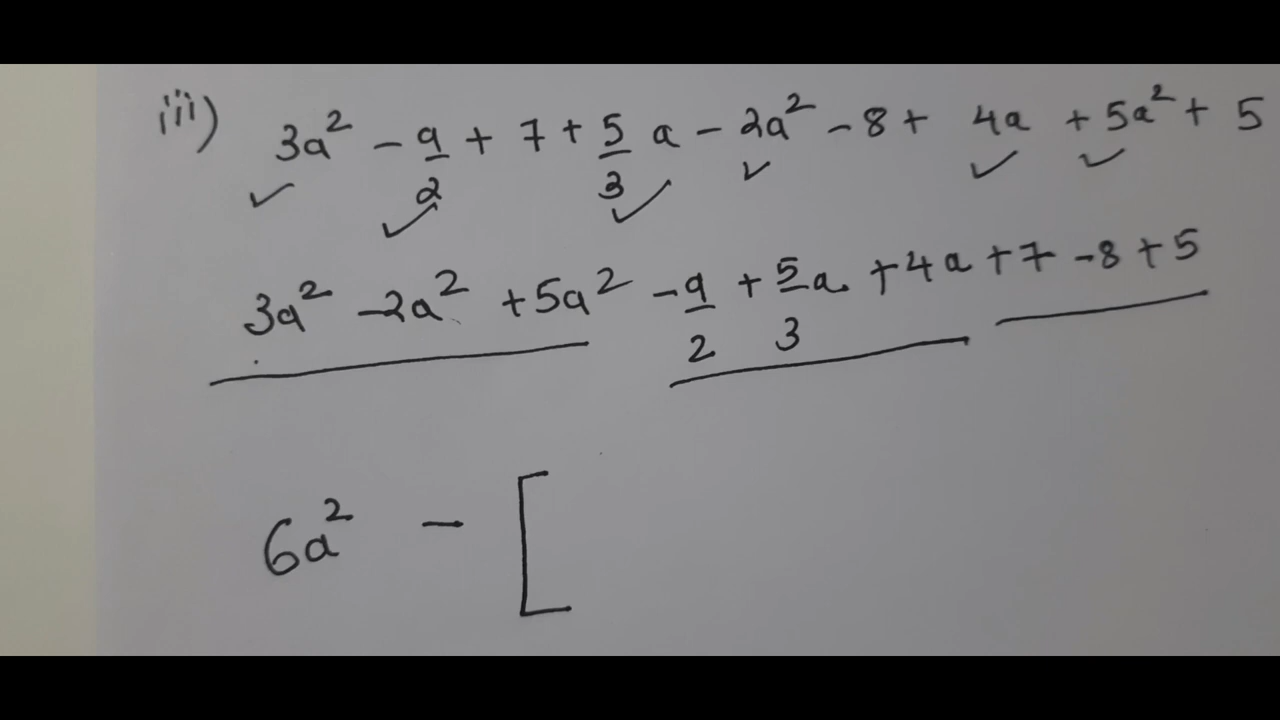 iii) 3a² - a/2 + 7 + 5/3 a - 2a² - 8 + 4a + 5a² + 5
3a² - 2a² + 5a² - a/2 + 5/3 a + 4a + 7 - 8 + 5
6a² - [